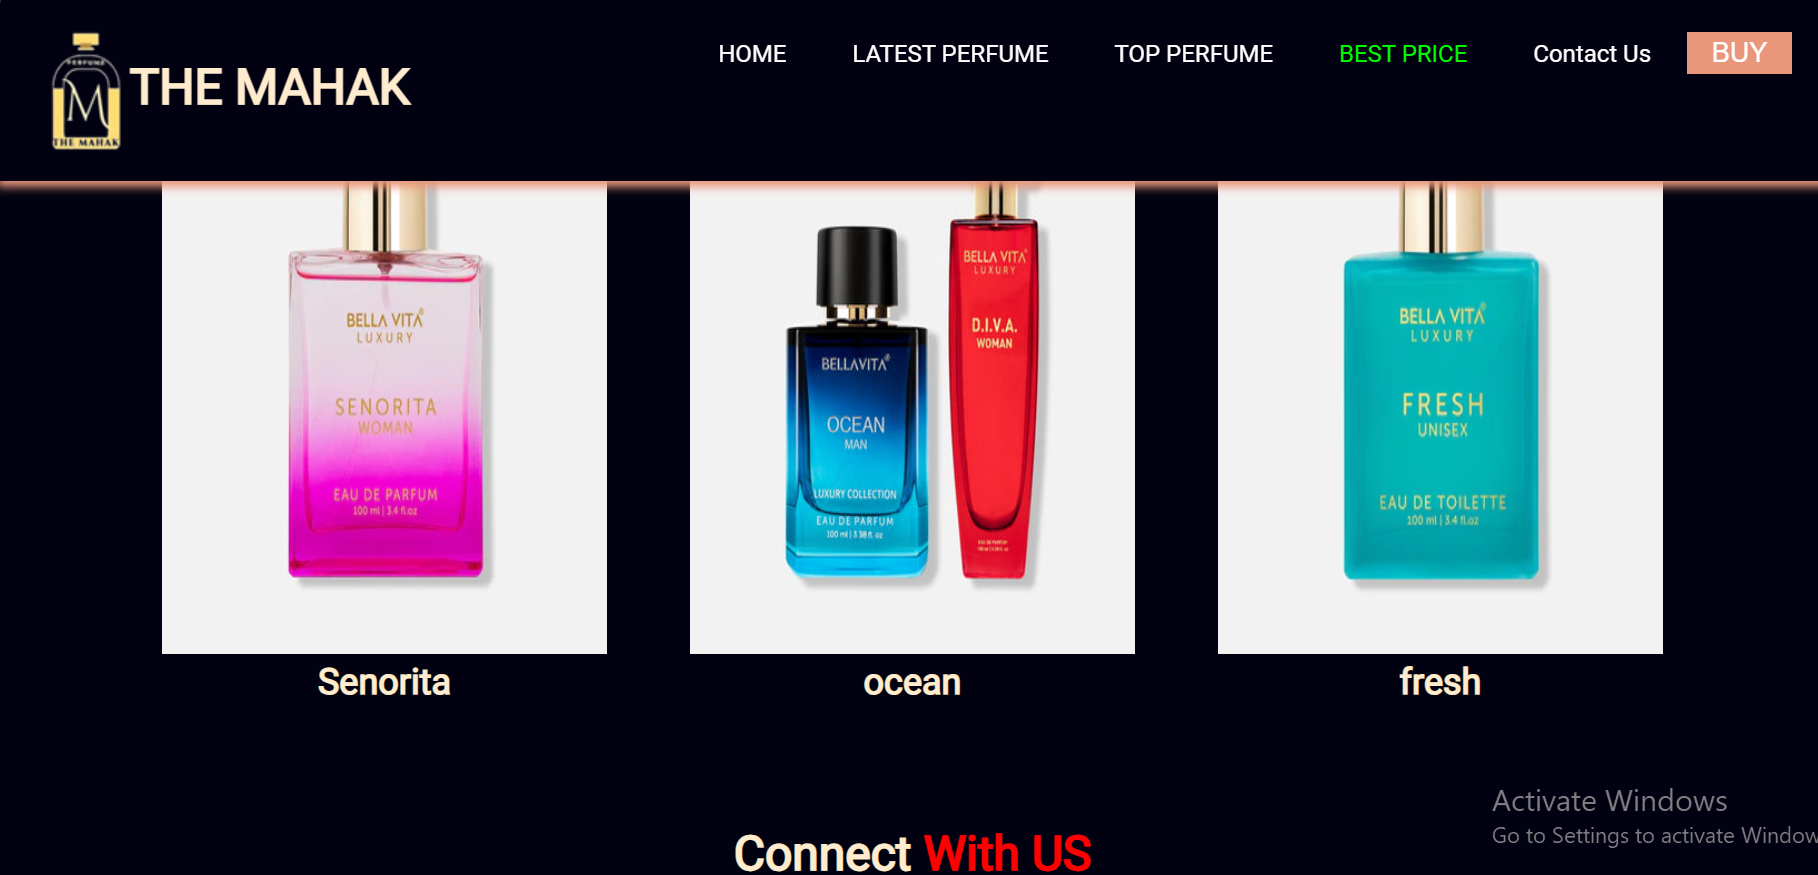 PERFUME
M
THE MAHAK
THE MAHAK
HOME
LATEST PERFUME
TOP PERFUME
BEST PRICE
Contact Us
BUY
BELLA VITA®
LUXURY
SENORITA
WOMAN
EAU DE PARFUM
100 ml | 3.4 fl.oz
BELLAVITA®
OCEAN
MAN
LUXURY COLLECTION
EAU DE PARFUM
100 ml | 3.38 fl. oz
BELLA VITA®
LUXURY
D.I.V.A.
WOMAN
EAU DE PARFUM
BELLA VITA®
LUXURY
FRESH
UNISEX
EAU DE TOILETTE
100 ml | 3.4 fl.oz
Senorita
ocean
fresh
Connect With US
Activate Windows
Go to Settings to activate Window